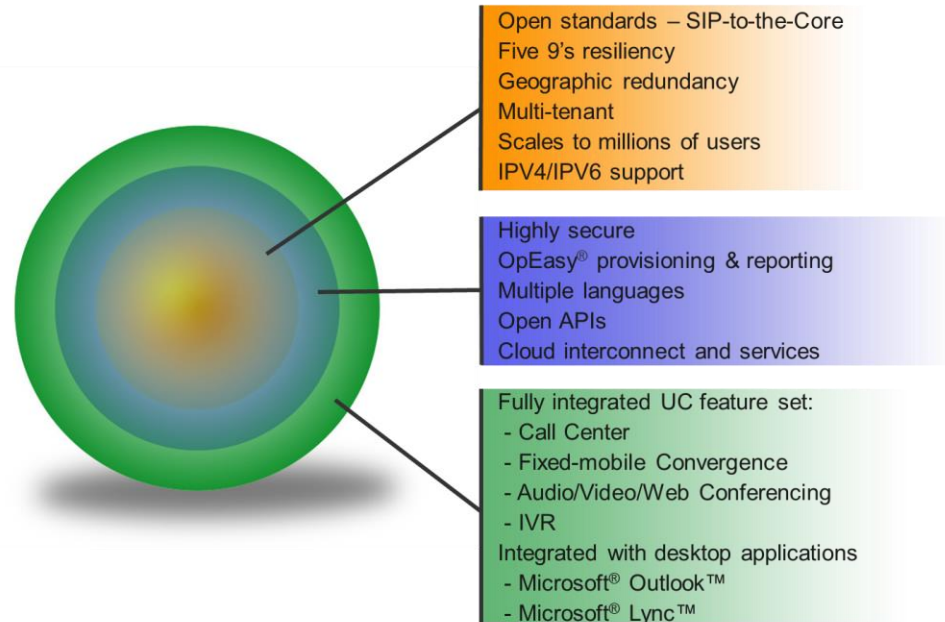 Open standards – SIP-to-the-Core
Five 9's resiliency
Geographic redundancy
Multi-tenant
Scales to millions of users
IPV4/IPV6 support
Highly secure
OpEasy® provisioning & reporting
Multiple languages
Open APIs
Cloud interconnect and services
Fully integrated UC feature set:
- Call Center
- Fixed-mobile Convergence
- Audio/Video/Web Conferencing
- IVR
Integrated with desktop applications
- Microsoft® Outlook™
- Microsoft® Lync™